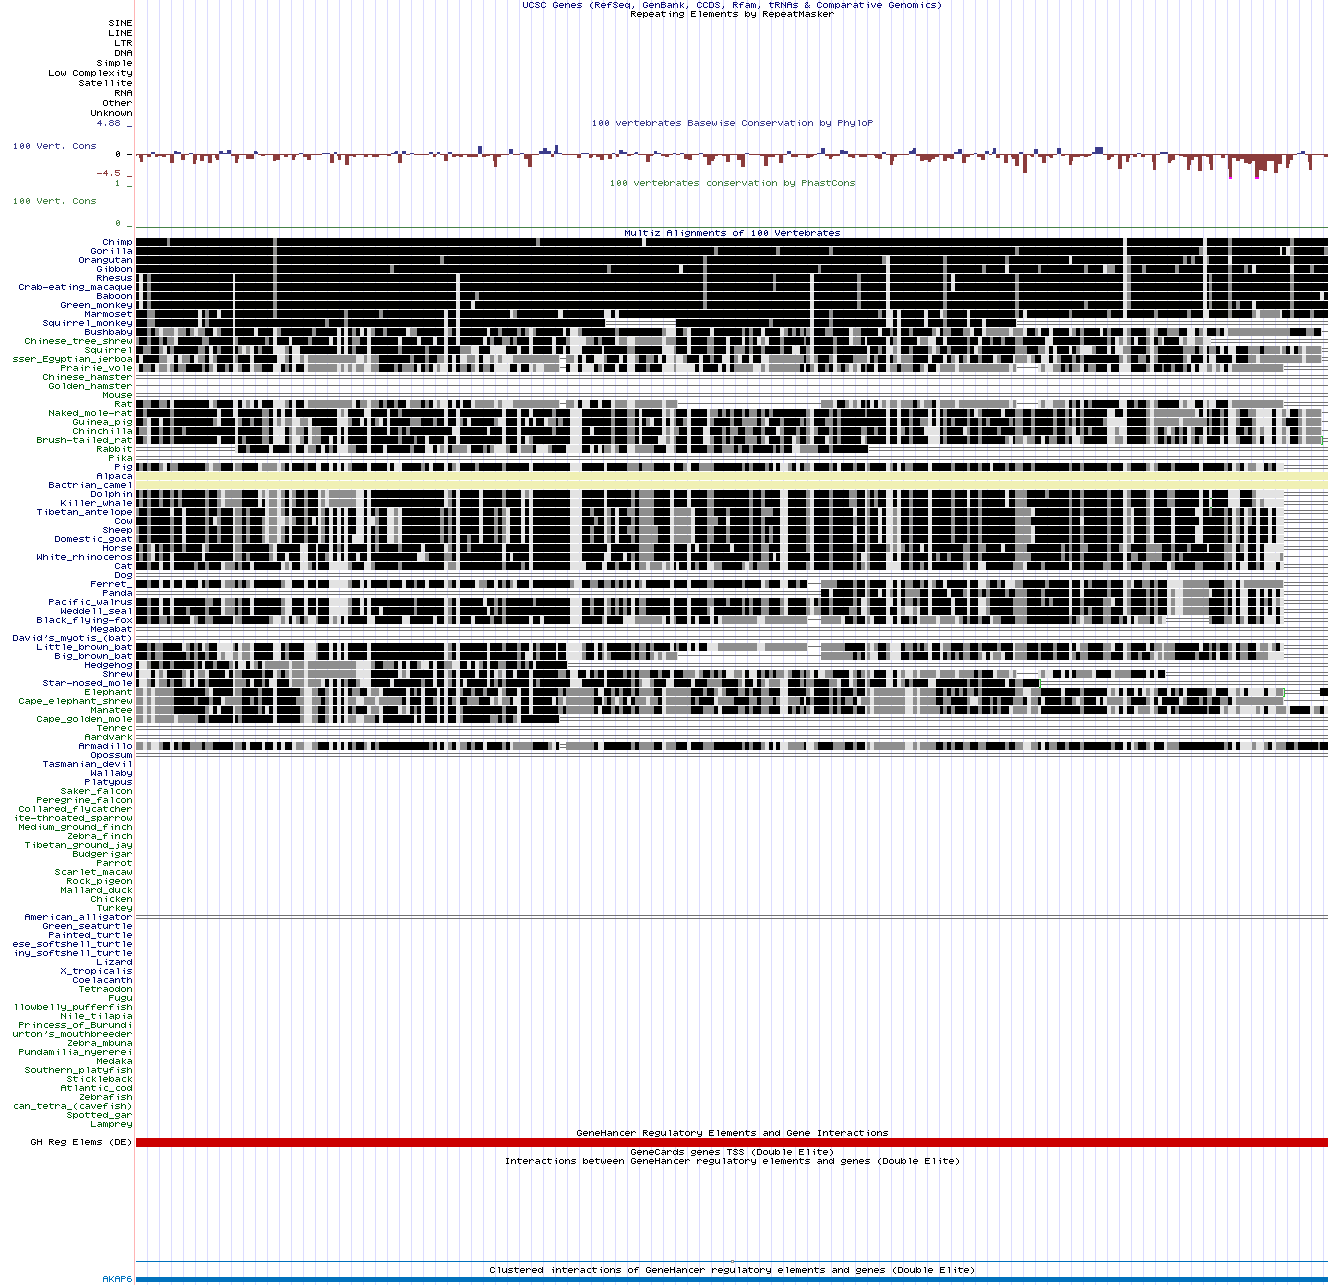 UCSC Genes (RefSeq, GenBank, CCDS, Rfam, tRNAs & Comparative Genomics)
Repeating Elements by RepeatMasker
SINE
LINE
LTR
DNA
Simple
Low Complexity
Satellite
RNA
Other
Unknown
4.88 _
100 vertebrates Basewise Conservation by PhyloP
100 Vert. Cons
0 -
-4.5 _
1 _
100 vertebrates conservation by PhastCons
100 Vert. Cons
0 _
Multiz Alignments of 100 Vertebrates
Chimp
Gorilla
Orangutan
Gibbon
Rhesus
Crab-eating_macaque
Baboon
Green_monkey
Marmoset
Squirrel_monkey
Bushbaby
Chinese_tree_shrew
Squirrel
sser_Egyptian_jerboa
Prairie_vole
Chinese_hamster
Golden_hamster
Mouse
Rat
Naked_mole-rat
Guinea_pig
Chinchilla
Brush-tailed_rat
Rabbit
Pika
Pig
Alpaca
Bactrian_camel
Dolphin
Killer_whale
Tibetan_antelope
Cow
Sheep
Domestic_goat
Horse
White_rhinoceros
Cat
Dog
Ferret_
Panda
Pacific_walrus
Weddell_seal
Black_flying-fox
Megabat
David's_myotis_(bat)
Little_brown_bat
Big_brown_bat
Hedgehog
Shrew
Star-nosed_mole
Elephant
Cape_elephant_shrew
Manatee
Cape_golden_mole
Tenrec
Aardvark
Armadillo
Opossum
Tasmanian_devil
Wallaby
Platypus
Saker_falcon
Peregrine_falcon
Collared_flycatcher
ite-throated_sparrow
Medium_ground_finch
Zebra_finch
Tibetan_ground_jay
Budgerigar
Parrot
Scarlet_macaw
Rock_pigeon
Mallard_duck
Chicken
Turkey
American_alligator
Green_seaturtle
Painted_turtle
ese_softshell_turtle
iny_softshell_turtle
Lizard
X_tropicalis
Coelacanth
Tetraodon
Fugu
llowbelly_pufferfish
Nile_tilapia
Princess_of_Burundi
urton's_mouthbreeder
Zebra_mbuna
Pundamilia_nyererei
Medaka
Southern_platyfish
Stickleback
Atlantic_cod
Zebrafish
can_tetra_(cavefish)
Spotted_gar
Lamprey
GeneHancer Regulatory Elements and Gene Interactions
GH Reg Elems (DE)
GeneCards genes TSS (Double Elite)
Interactions between GeneHancer regulatory elements and genes (Double Elite)
Clustered interactions of GeneHancer regulatory elements and genes (Double Elite)
AKAP6